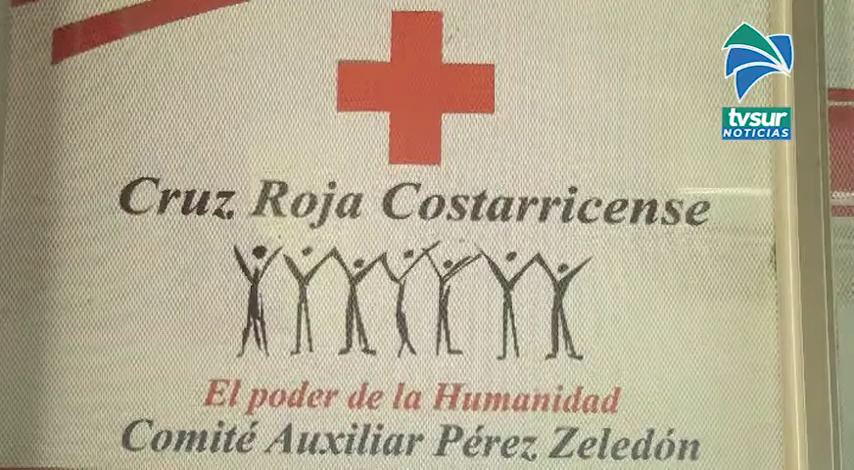 tvsur
NOTICIAS
Cruz Roja Costarricense
El poder de la Humanidad
Comité Auxiliar Pérez Zeledón